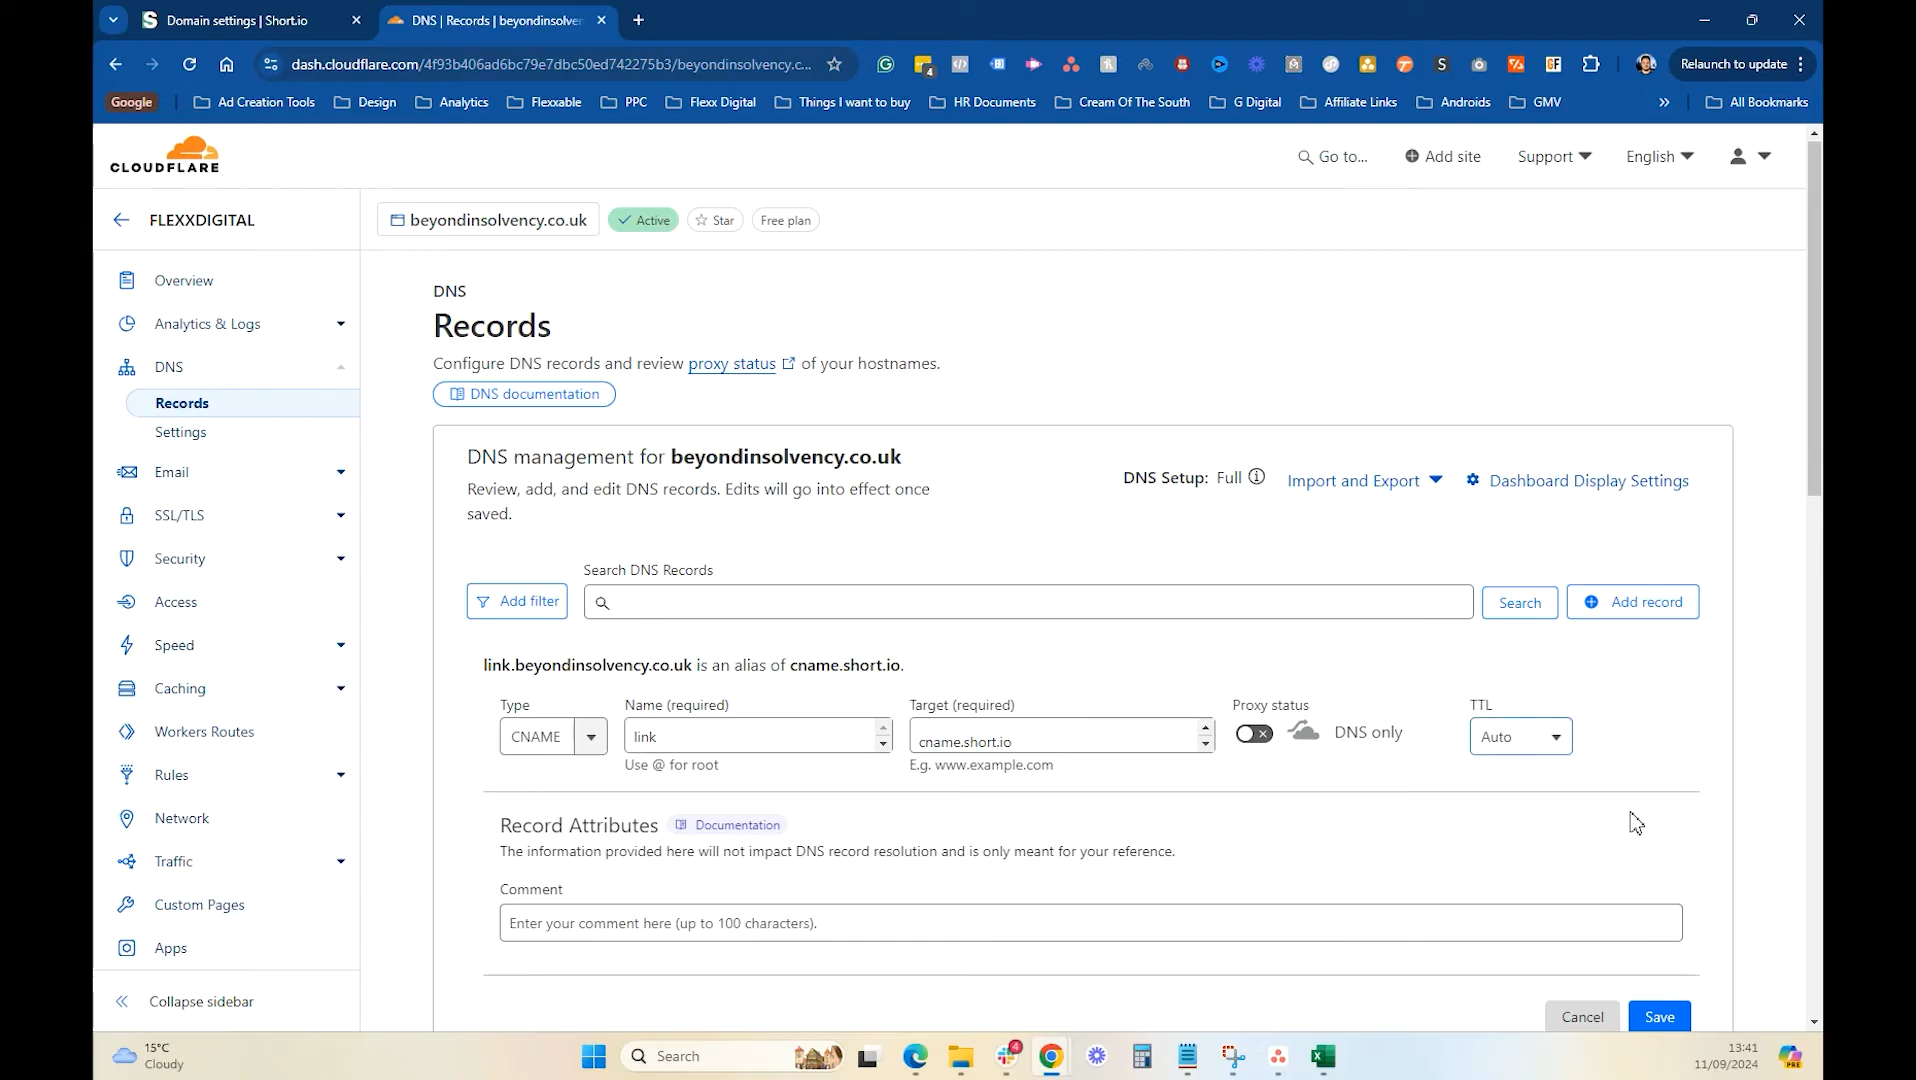 Domain settings | Short.io
DNS | Records | beyondinsolven
dash.cloudflare.com/4f93b406ad6bc79e7dbc50ed742275b3/beyondinsolvency.c...
4
Relaunch to update
Google
Ad Creation Tools
Design
Analytics
Flexxable
PPC
Flexx Digital
Things I want to buy
HR Documents
Cream Of The South
G Digital
Affiliate Links
Androids
GMV
All Bookmarks
CLOUDFLARE
Go to...
Add site
Support
English
FLEXXDIGITAL
beyondinsolvency.co.uk
Active
Star
Free plan
Overview
Analytics & Logs
DNS
Records
Settings
Email
SSL/TLS
Security
Access
Speed
Caching
Workers Routes
Rules
Network
Traffic
Custom Pages
Apps
Collapse sidebar
DNS
Records
Configure DNS records and review proxy status of your hostnames.
DNS documentation
DNS management for beyondinsolvency.co.uk
Review, add, and edit DNS records. Edits will go into effect once
saved.
DNS Setup: Full
Import and Export
Dashboard Display Settings
Search DNS Records
Add filter
Search
Add record
link.beyondinsolvency.co.uk is an alias of cname.short.io.
Type
Name (required)
Target (required)
Proxy status
TTL
CNAME
link
cname.short.io
DNS only
Auto
Use @ for root
E.g. www.example.com
Record Attributes
Documentation
The information provided here will not impact DNS record resolution and is only meant for your reference.
Comment
Enter your comment here (up to 100 characters).
Cancel
Save
15°C
Cloudy
Search
4
13:41
11/09/2024
PRE